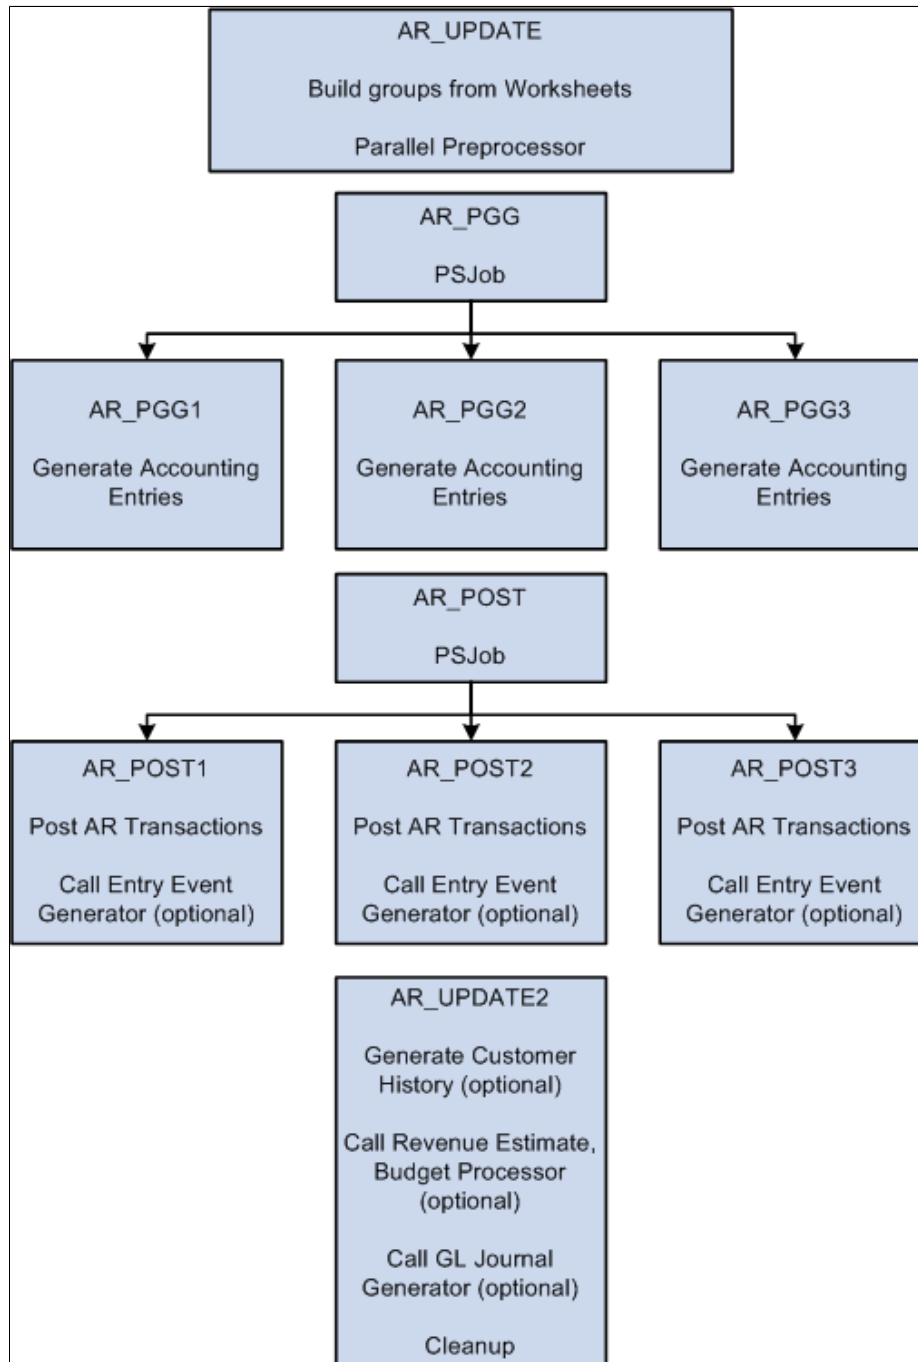 AR_UPDATE
Build groups from Worksheets
Parallel Preprocessor
AR_PGG
PSJob
AR_PGG1
Generate Accounting
Entries
AR_PGG2
Generate Accounting
Entries
AR_PGG3
Generate Accounting
Entries
AR_POST
PSJob
AR_POST1
Post AR Transactions
Call Entry Event
Generator (optional)
AR_POST2
Post AR Transactions
Call Entry Event
Generator (optional)
AR_POST3
Post AR Transactions
Call Entry Event
Generator (optional)
AR_UPDATE2
Generate Customer
History (optional)
Call Revenue Estimate,
Budget Processor
(optional)
Call GL Journal
Generator (optional)
Cleanup